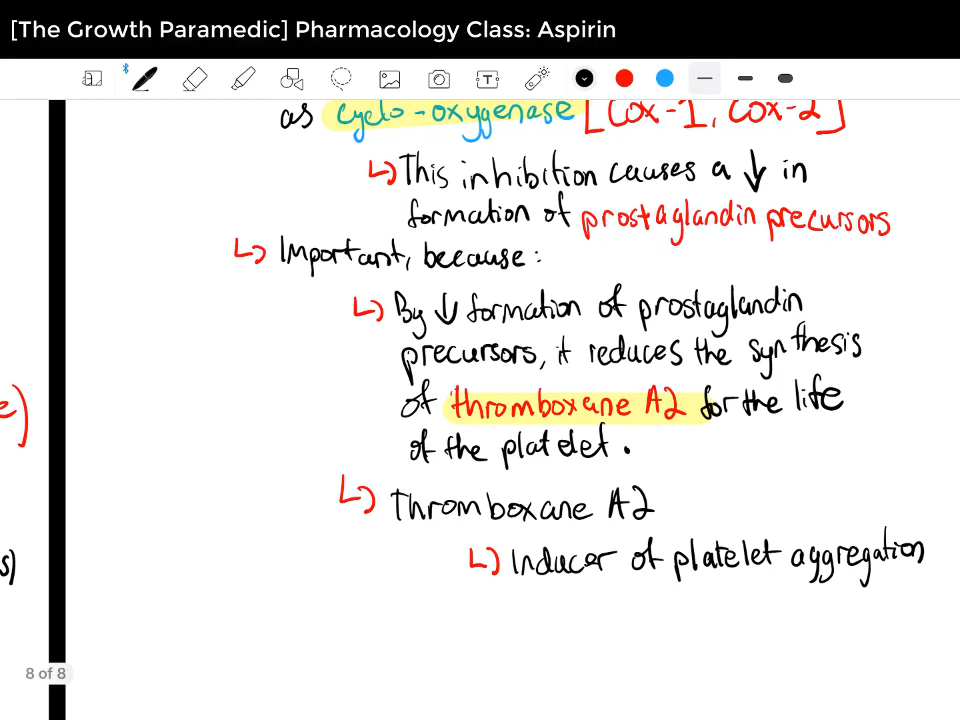 [The Growth Paramedic] Pharmacology Class: Aspirin
as cyclo-oxygenase [Cox-1, Cox-2]
↳ This inhibition causes a ↓ in
formation of prostaglandin precursors
↳ Important, because:
↳ By ↓ formation of prostaglandin
precursors, it reduces the synthesis
of thromboxane A2 for the life
of the platelet.
↳ Thromboxane A2
↳ Inducer of platelet aggregation
e)
s)
8 of 8